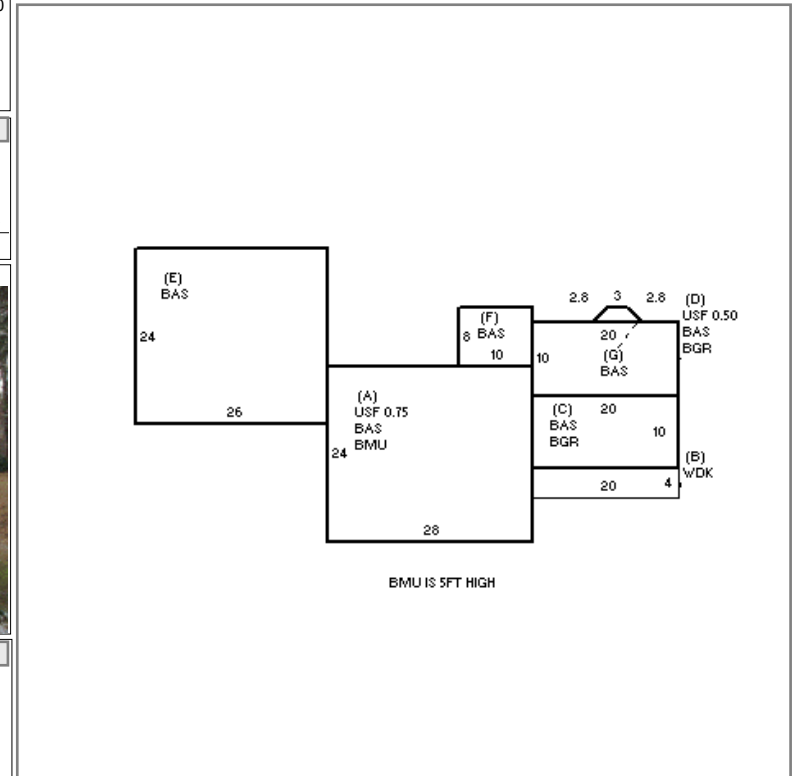 (E)
BAS
24
26
(F)
BAS
8
10
2.8 3 2.8
20
(G)
BAS
10
(D)
USF 0.50
BAS
BGR
(A)
USF 0.75
BAS
BMU
24
28
(C)
BAS
BGR
20
10
(B)
WDK
20
4
BMU IS 5FT HIGH